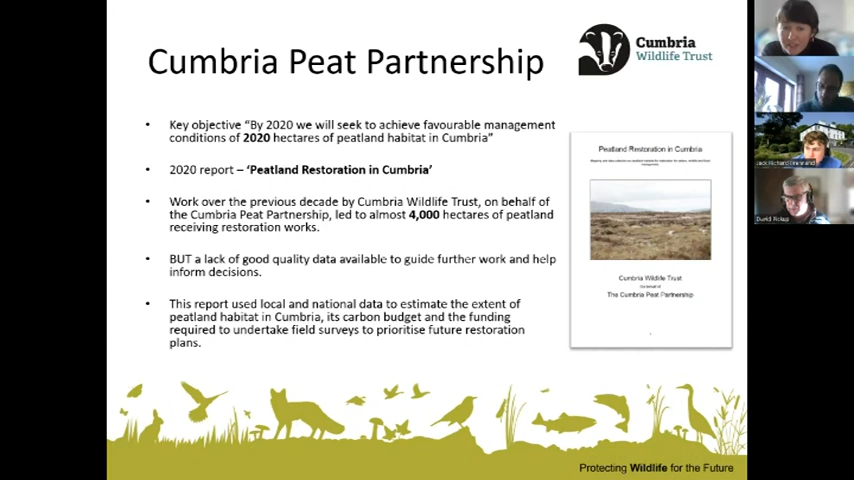 Cumbria Peat Partnership
Cumbria
Wildlife Trust
• Key objective “By 2020 we will seek to achieve favourable management
conditions of 2020 hectares of peatland habitat in Cumbria”
• 2020 report – ‘Peatland Restoration in Cumbria’
• Work over the previous decade by Cumbria Wildlife Trust, on behalf of
the Cumbria Peat Partnership, led to almost 4,000 hectares of peatland
receiving restoration works.
• BUT a lack of good quality data available to guide further work and help
inform decisions.
• This report used local and national data to estimate the extent of
peatland habitat in Cumbria, its carbon budget and the funding
required to undertake field surveys to prioritise future restoration
plans.
Peatland Restoration in Cumbria
Cumbria Wildlife Trust
On behalf of
The Cumbria Peat Partnership
Protecting Wildlife for the Future
Jack Richard
David